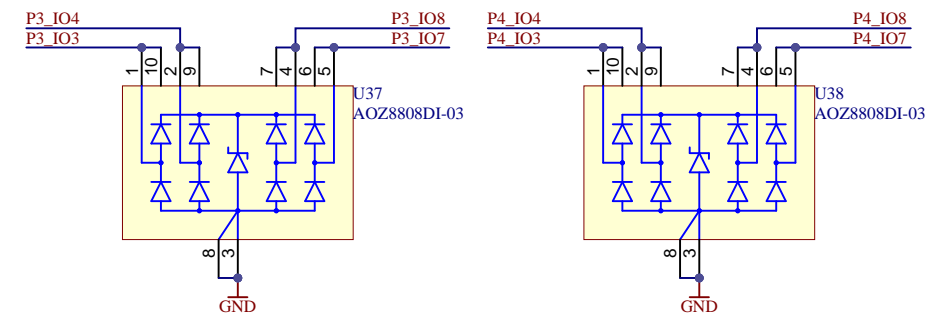 P3_IO4
P3_IO8
P4_IO4
P4_IO8
P3_IO3
P3_IO7
P4_IO3
P4_IO7
1
10
2
9
7
4
6
5
1
10
2
9
7
4
6
5
U37
AOZ8808DI-03
U38
AOZ8808DI-03
8
3
8
3
GND
GND